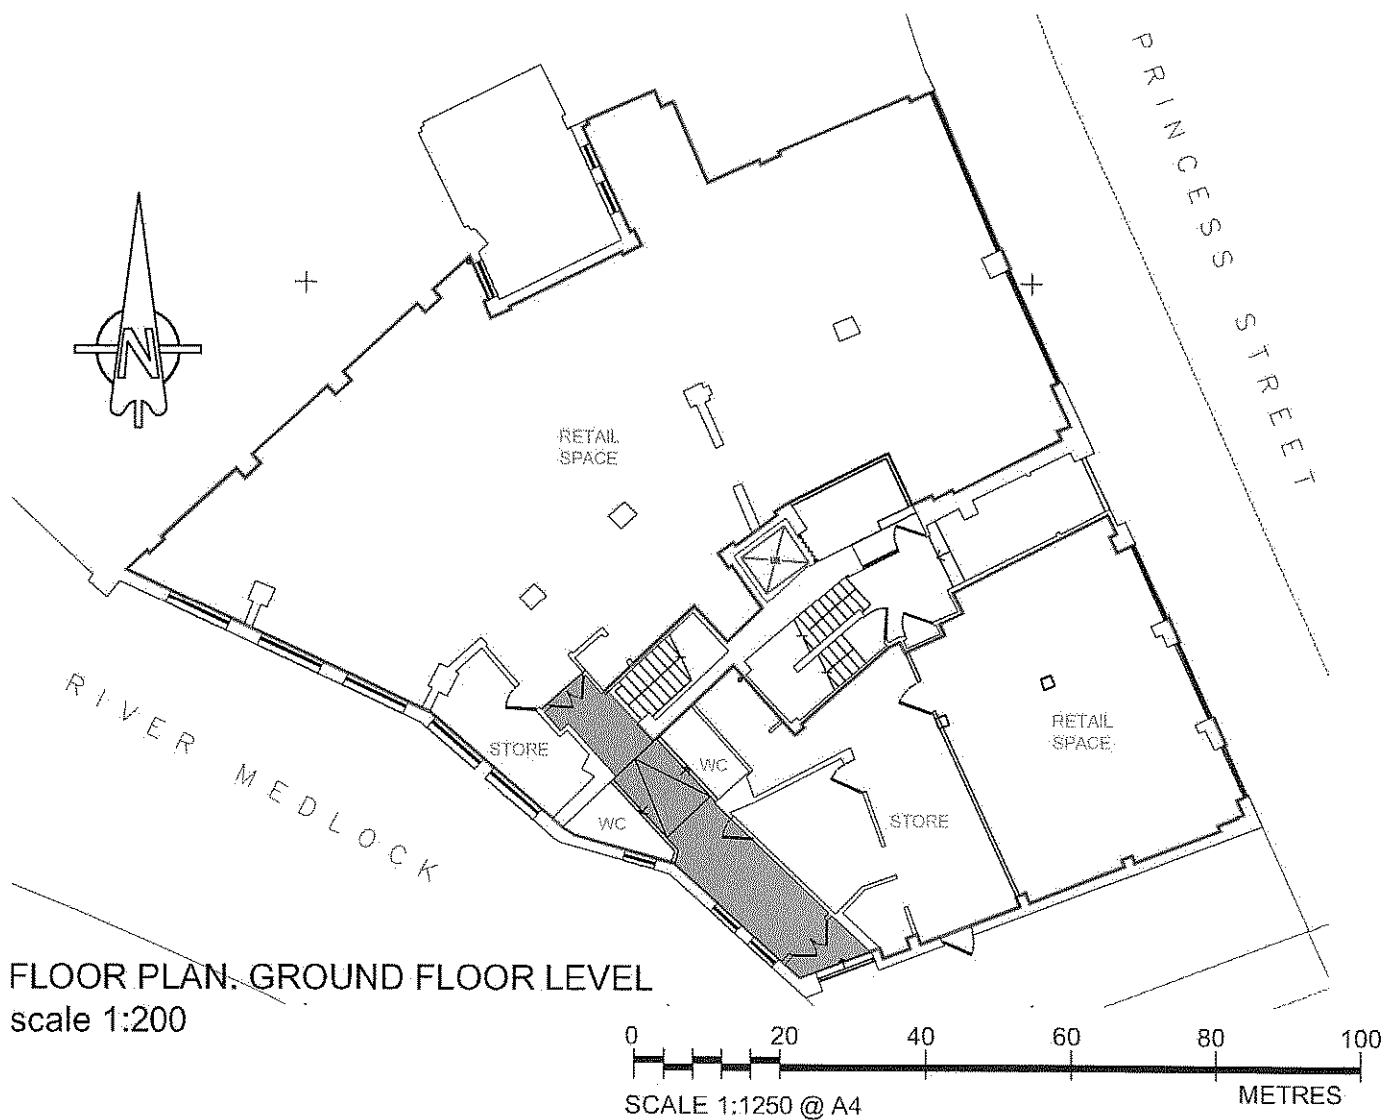 PRINCESS STREET
N
RETAIL
SPACE
RIVER MEDLOCK
STORE
WC
WC
RETAIL
SPACE
STORE
FLOOR PLAN. GROUND FLOOR LEVEL
scale 1:200
0 20 40 60 80 100
SCALE 1:1250 @ A4
METRES